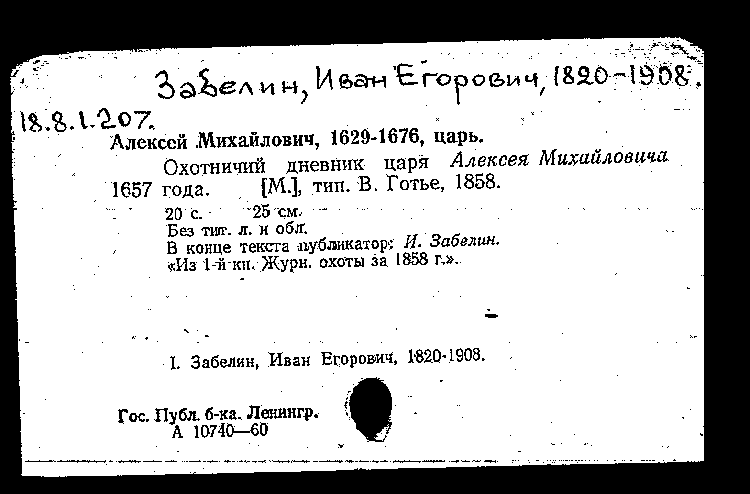 Забелин, Иван Егорович, 1820-1908.
18.8.1.207.
Алексей Михайлович, 1629-1676, царь.
Охотничий дневник царя Алексея Михайловича
1657 года. [М.], тип. В. Готье, 1858.
20 с. 25 см.
Без тит. л. и обл.
В конце текста публикатор: И. Забелин.
«Из 1-й кн. Журн. охоты за 1858 г.».
I. Забелин, Иван Егорович, 1820-1908.
Гос. Публ. б-ка. Ленингр.
А 10740—60